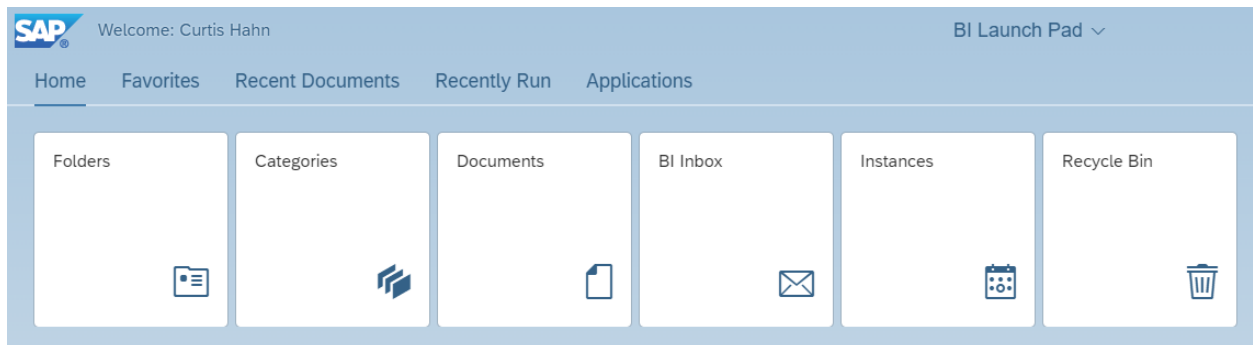 SAP® Welcome: Curtis Hahn BI Launch Pad
Home Favorites Recent Documents Recently Run Applications
Folders Categories Documents BI Inbox Instances Recycle Bin